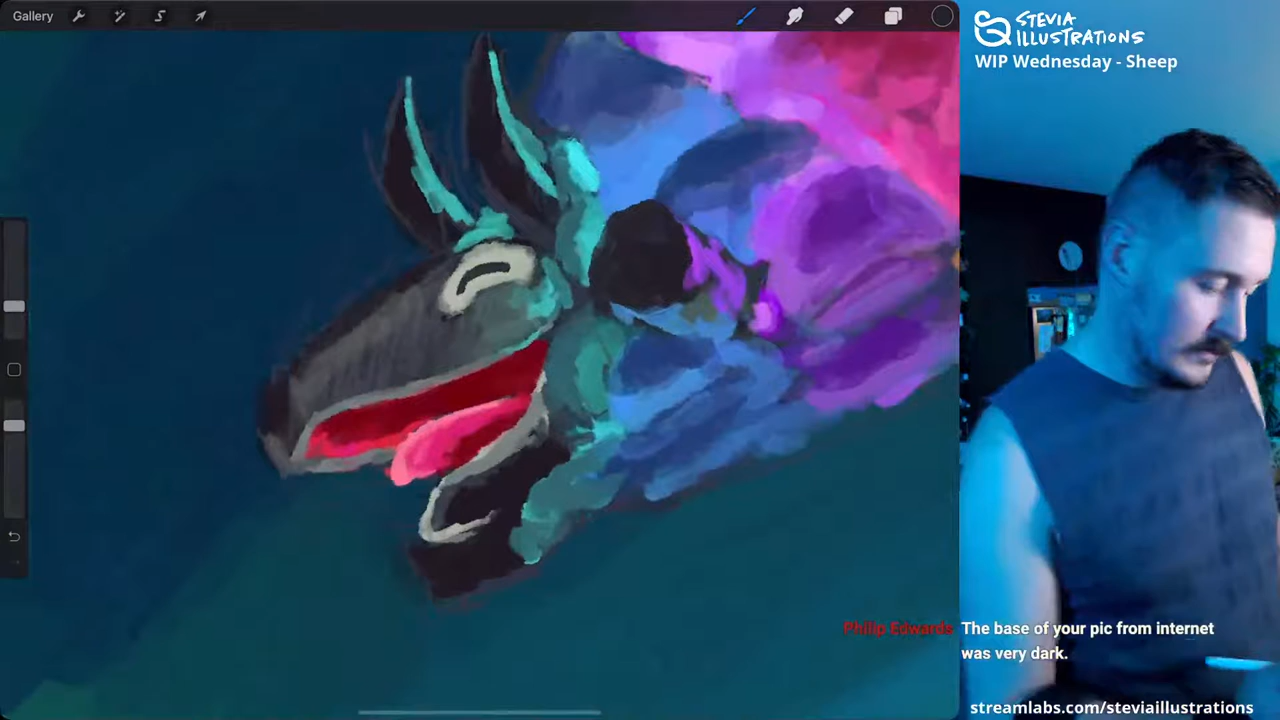 Gallery
STEVIA
ILLUSTRATIONS
WIP Wednesday - Sheep
Philip Edwards The base of your pic from internet
was very dark.
streamlabs.com/steviaillustrations